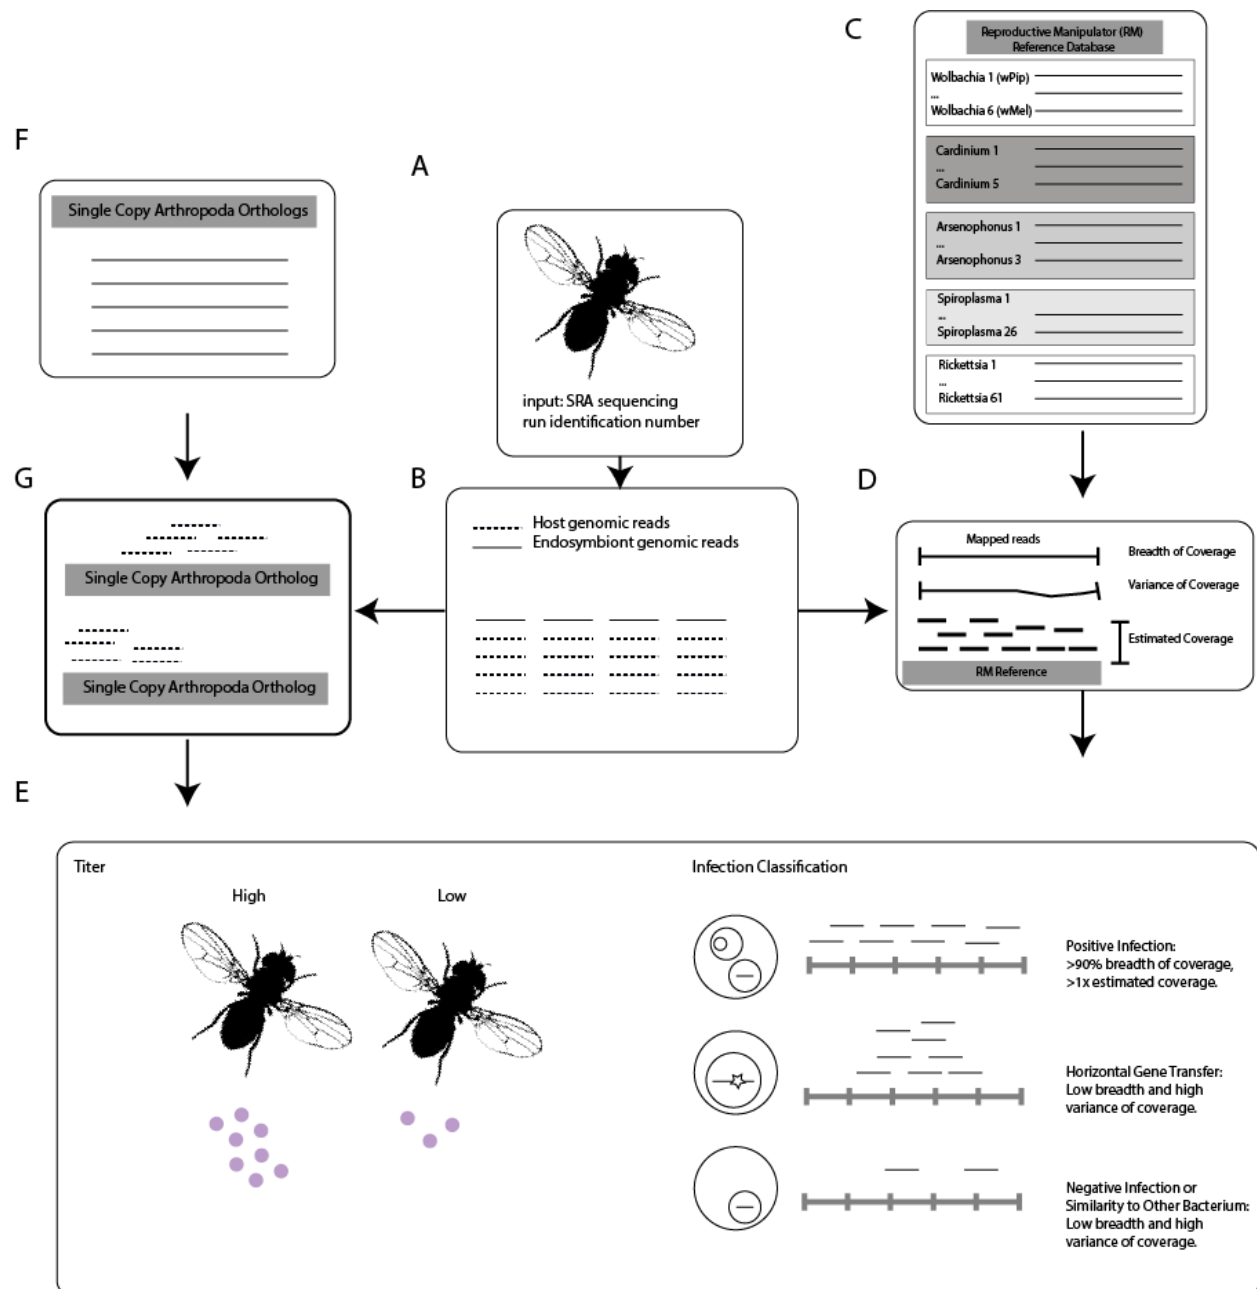 C
Reproductive Manipulator (RM)
Reference Database
Wolbachia 1 (wPip)
...
Wolbachia 6 (wMel)
Cardinium 1
...
Cardinium 5
Arsenophonus 1
...
Arsenophonus 3
Spiroplasma 1
...
Spiroplasma 26
Rickettsia 1
...
Rickettsia 61
F
Single Copy Arthropoda Orthologs
A
input: SRA sequencing
run identification number
G
Single Copy Arthropoda Ortholog
Single Copy Arthropoda Ortholog
B
Host genomic reads
Endosymbiont genomic reads
D
Mapped reads
Breadth of Coverage
Variance of Coverage
Estimated Coverage
RM Reference
E
Titer
High
Low
Infection Classification
Positive Infection:
>90% breadth of coverage,
>1x estimated coverage.
Horizontal Gene Transfer:
Low breadth and high
variance of coverage.
Negative Infection or
Similarity to Other Bacterium:
Low breadth and high
variance of coverage.